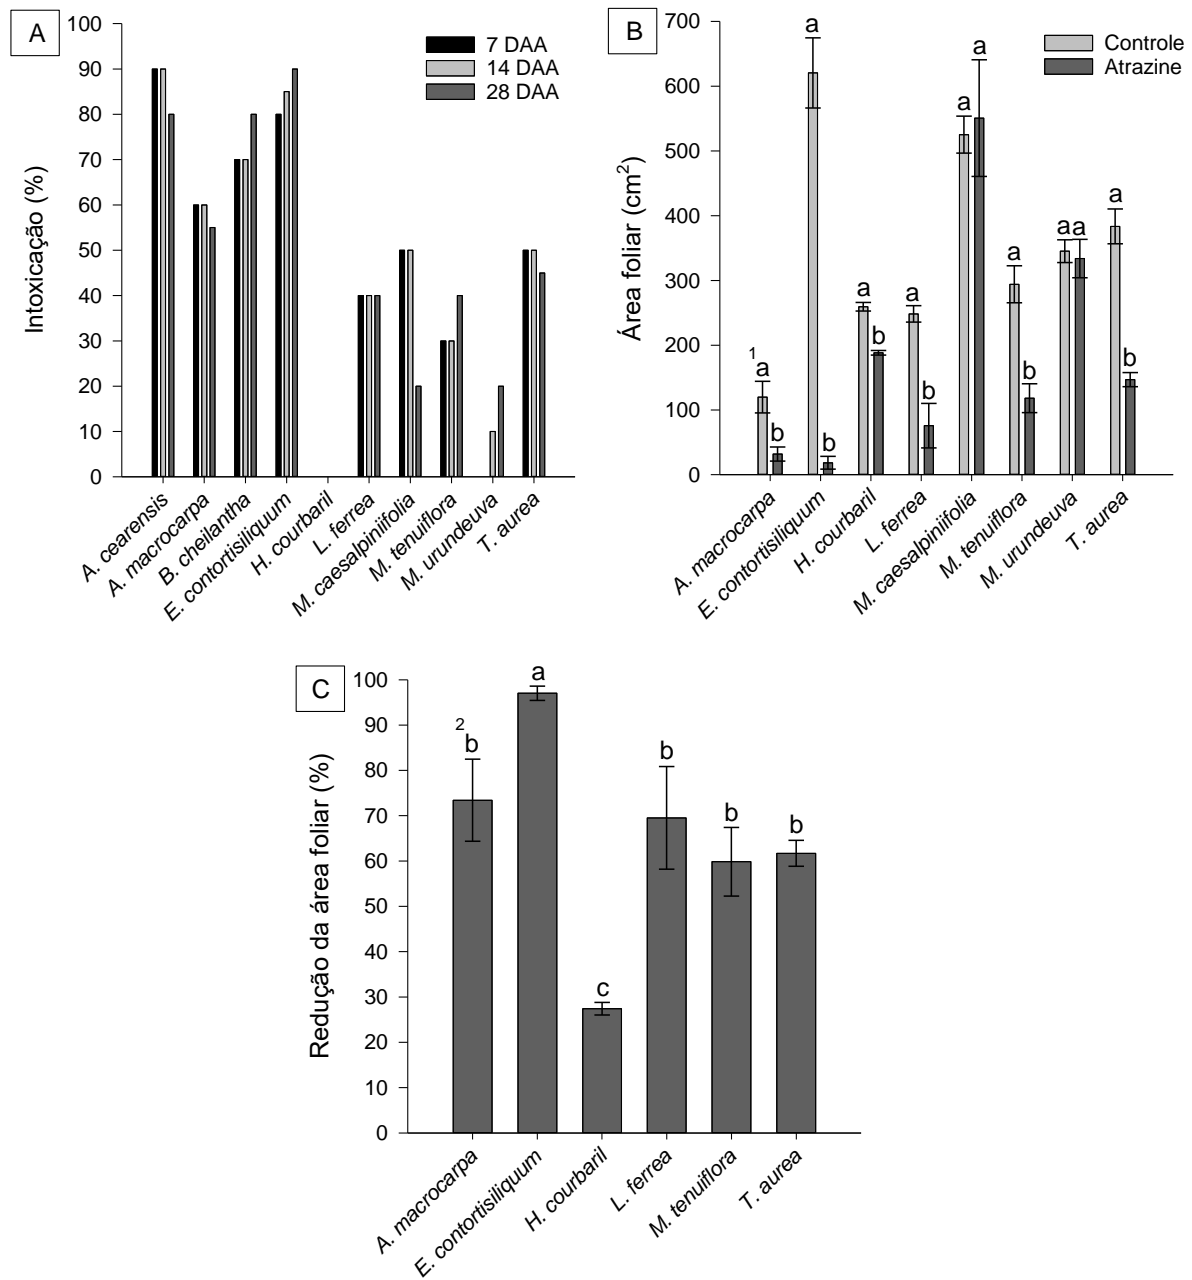 A
Intoxicação (%)
100
90
80
70
60
50
40
30
20
10
0
7 DAA
14 DAA
28 DAA
A. cearensis
A. macrocarpa
B. cheilantha
E. contortisiliquum
H. courbaril
L. ferrea
M. caesalpiniifolia
M. tenuiflora
M. urundeuva
T. aurea
B
Área foliar (cm²)
700
600
500
400
300
200
100
0
Controle
Atrazine
1
a
b
a
b
a
b
a
b
a
a
a
b
a
a
a
b
A. macrocarpa
E. contortisiliquum
H. courbaril
L. ferrea
M. caesalpiniifolia
M. tenuiflora
M. urundeuva
T. aurea
C
Redução da área foliar (%)
100
90
80
70
60
50
40
30
20
10
0
2
b
a
c
b
b
b
A. macrocarpa
E. contortisiliquum
H. courbaril
L. ferrea
M. tenuiflora
T. aurea